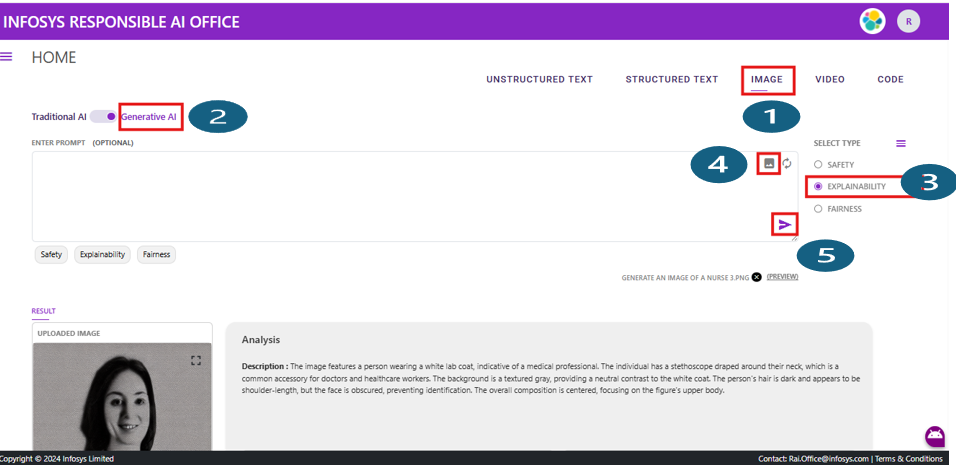 INFOSYS RESPONSIBLE AI OFFICE
R
HOME
UNSTRUCTURED TEXT STRUCTURED TEXT IMAGE VIDEO CODE
1
Traditional AI Generative AI 2
ENTER PROMPT (OPTIONAL)
SELECT TYPE
4
SAFETY
EXPLAINABILITY 3
FAIRNESS
5
Safety Explainability Fairness
GENERATE AN IMAGE OF A NURSE 3.PNG (PREVIEW)
RESULT
UPLOADED IMAGE
Analysis
Description : The image features a person wearing a white lab coat, indicative of a medical professional. The individual has a stethoscope draped around their neck, which is a
common accessory for doctors and healthcare workers. The background is a textured gray, providing a neutral contrast to the white coat. The person's hair is dark and appears to be
shoulder-length, but the face is obscured, preventing identification. The overall composition is centered, focusing on the figure's upper body.
Copyright © 2024 Infosys Limited
Contact: Rai.Office@infosys.com | Terms & Conditions